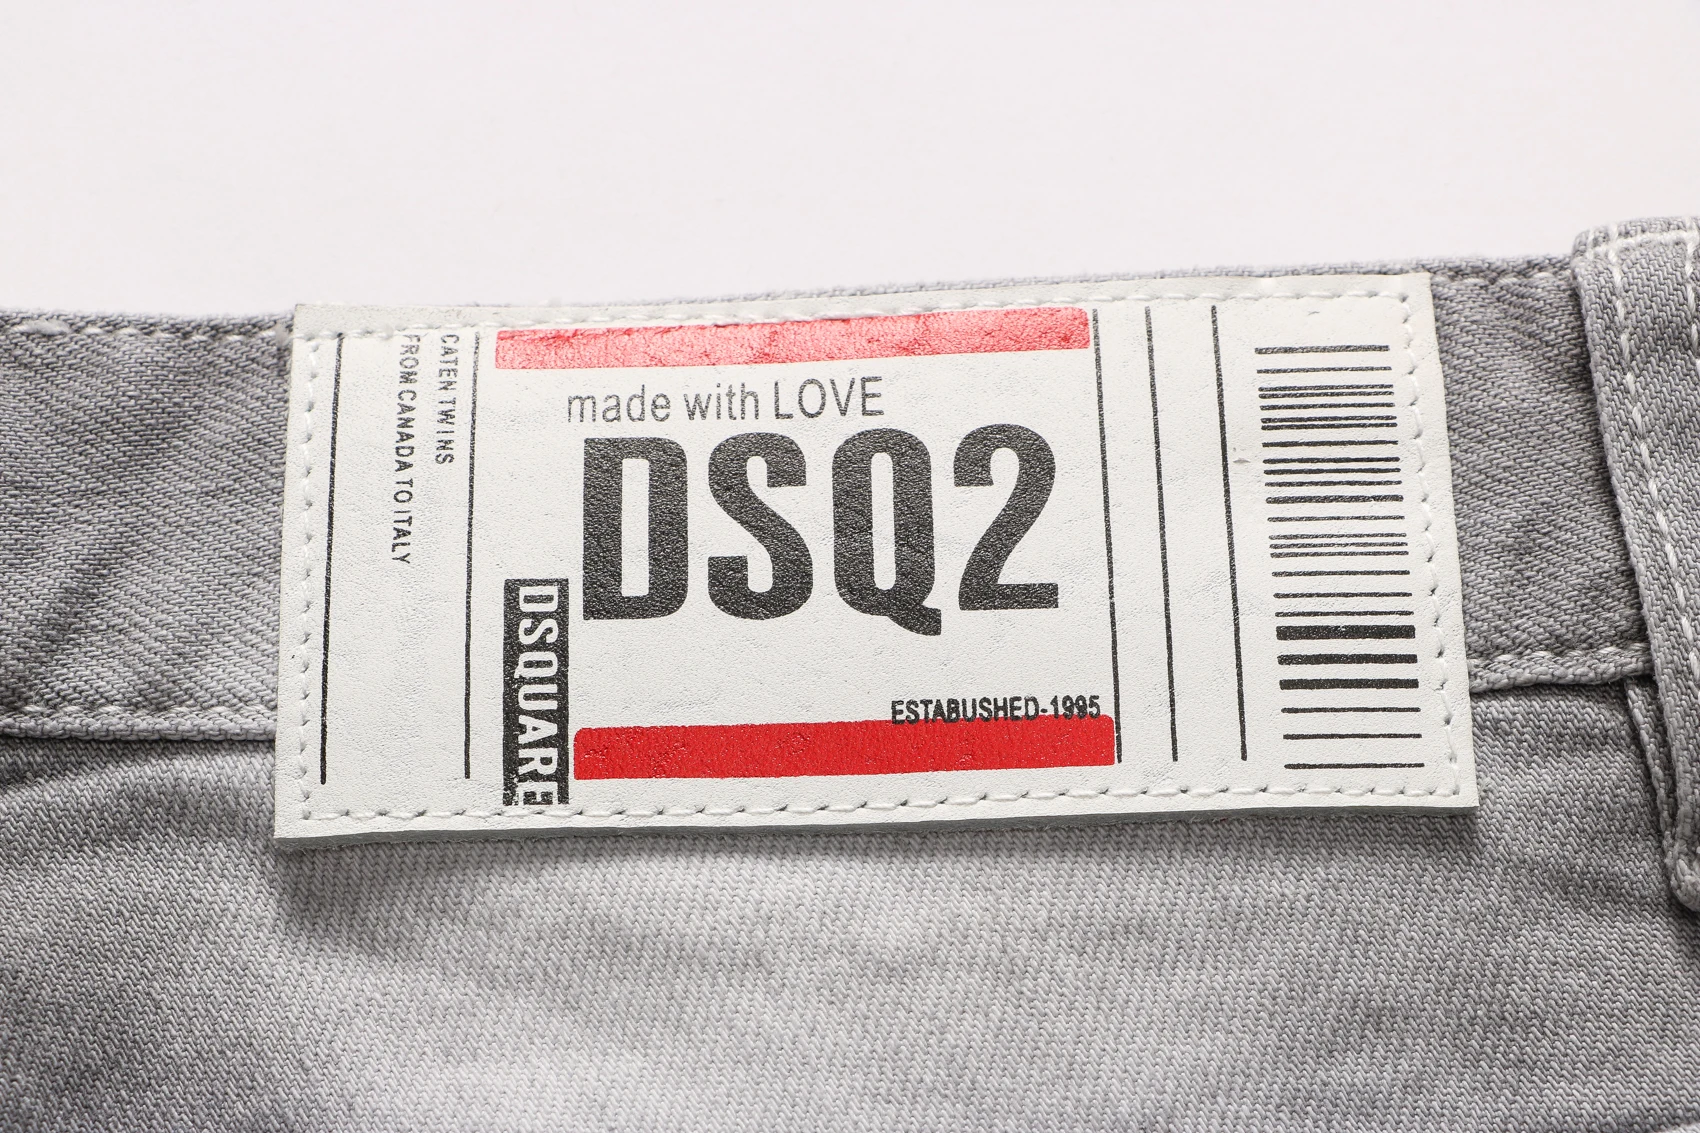 CATEN TWINS
FROM CANADA TO ITALY
made with LOVE
DSQ2
DSQUARE
ESTABUSHED-1995